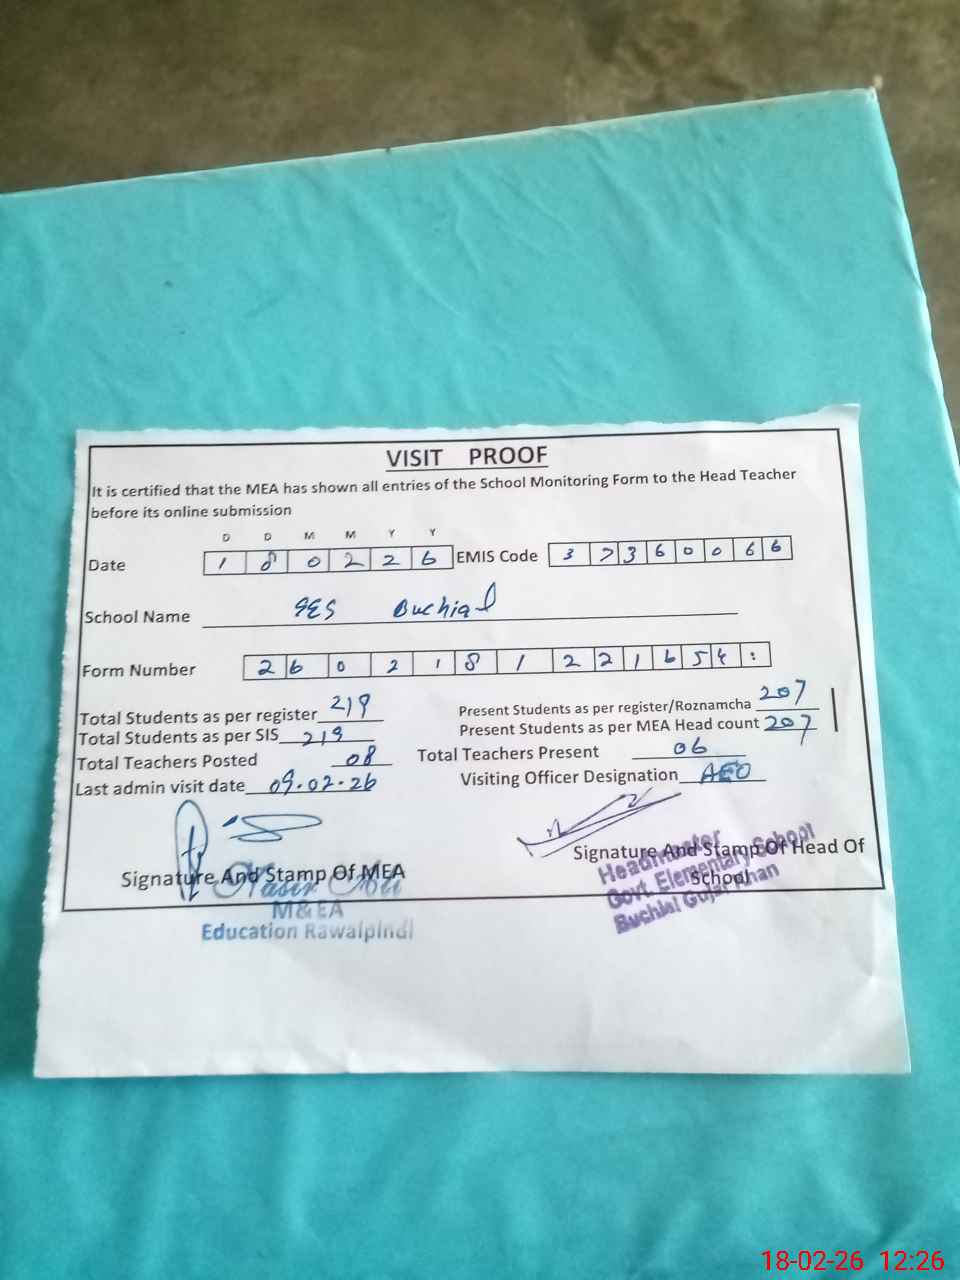 VISIT PROOF
It is certified that the MEA has shown all entries of the School Monitoring Form to the Head Teacher
before its online submission
D D M M Y Y
Date 1 8 0 2 2 6 EMIS Code 3 7 3 6 0 0 6 6
School Name GES Buchial
Form Number 2 6 0 2 1 8 1 2 2 1 6 5 4 :
Total Students as per register 219 Present Students as per register/Roznamcha 207
Total Students as per SIS 219 Present Students as per MEA Head count 207
Total Teachers Posted 08 Total Teachers Present 06
Last admin visit date 09.02.26 Visiting Officer Designation AEO
Signature And Stamp Of MEA
Nasir Ali
M&EA
Education Rawalpindi
Signature And Stamp Of Head Of
School
Headmaster
Govt. Elementary School
Buchial Gujar Khan
18-02-26 12:26